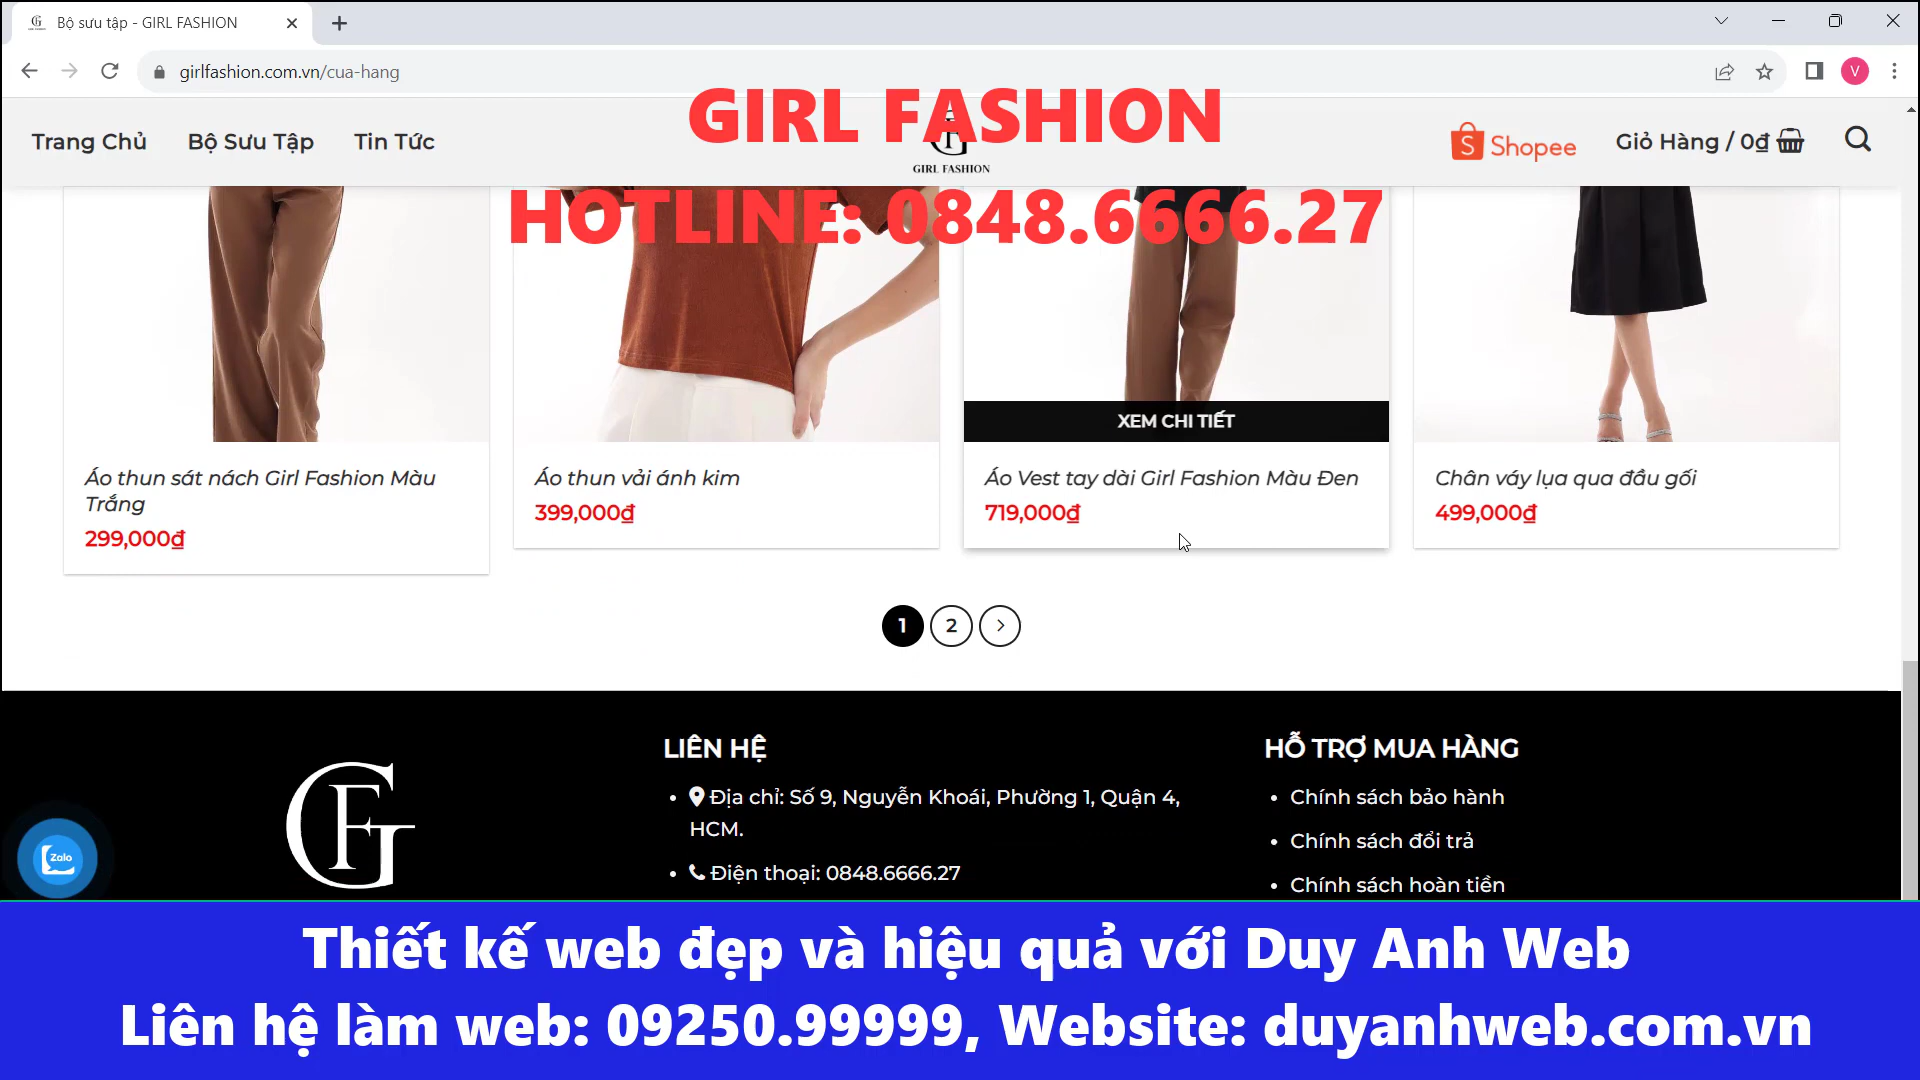 Bộ sưu tập - GIRL FASHION
girlfashion.com.vn/cua-hang
V
GIRL FASHION
Trang Chủ
Bộ Sưu Tập
Tin Tức
GIRL FASHION
Shopee
Giỏ Hàng / 0₫
HOTLINE: 0848.6666.27
XEM CHI TIẾT
Áo thun sát nách Girl Fashion Màu
Trắng
299,000₫
Áo thun vải ánh kim
399,000₫
Áo Vest tay dài Girl Fashion Màu Đen
719,000₫
Chân váy lụa qua đầu gối
499,000₫
1
2
LIÊN HỆ
Địa chỉ: Số 9, Nguyễn Khoái, Phường 1, Quận 4,
HCM.
Điện thoại: 0848.6666.27
HỖ TRỢ MUA HÀNG
Chính sách bảo hành
Chính sách đổi trả
Chính sách hoàn tiền
GF
Zalo
Thiết kế web đẹp và hiệu quả với Duy Anh Web
Liên hệ làm web: 09250.99999, Website: duyanhweb.com.vn